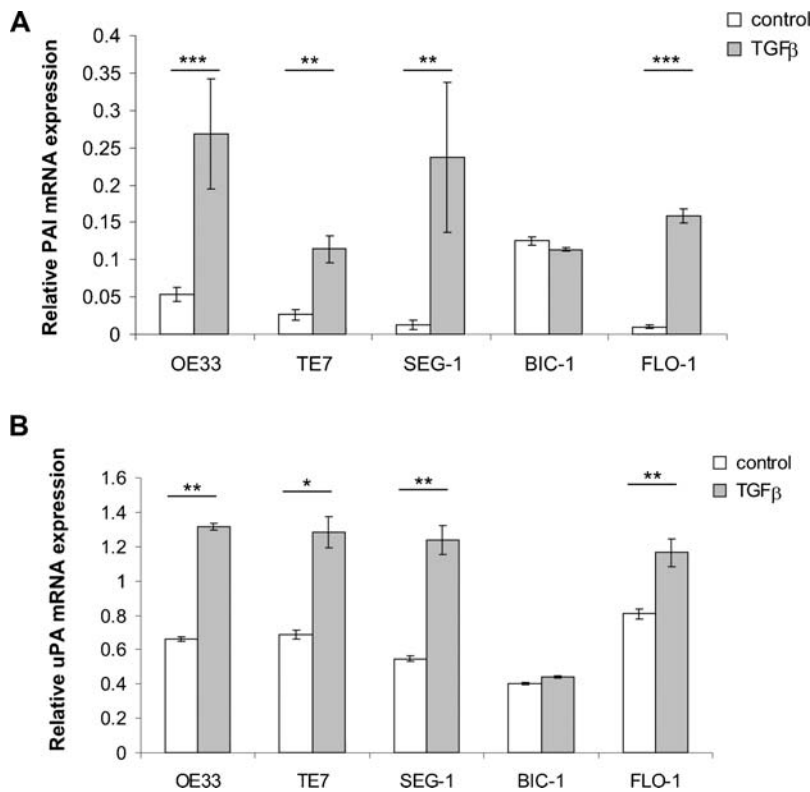 A
control
TGFβ
Relative PAI mRNA expression
0.4
0.35
0.3
0.25
0.2
0.15
0.1
0.05
0
*** ** ** ***
OE33 TE7 SEG-1 BIC-1 FLO-1
B
control
TGFβ
Relative uPA mRNA expression
1.6
1.4
1.2
1
0.8
0.6
0.4
0.2
0
** * ** **
OE33 TE7 SEG-1 BIC-1 FLO-1